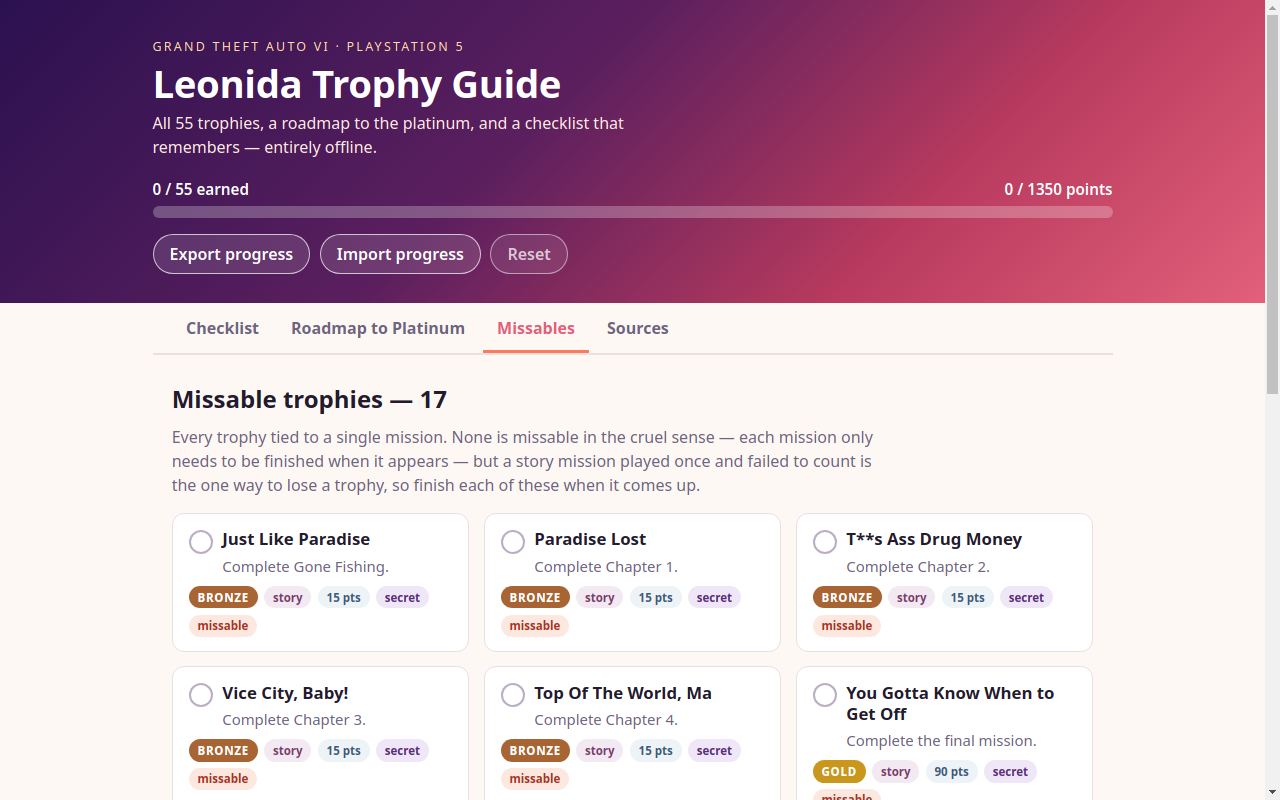 GRAND THEFT AUTO VI · PLAYSTATION 5
Leonida Trophy Guide
All 55 trophies, a roadmap to the platinum, and a checklist that
remembers — entirely offline.
0 / 55 earned
0 / 1350 points
Export progress
Import progress
Reset
Checklist
Roadmap to Platinum
Missables
Sources
Missable trophies — 17
Every trophy tied to a single mission. None is missable in the cruel sense — each mission only
needs to be finished when it appears — but a story mission played once and failed to count is
the one way to lose a trophy, so finish each of these when it comes up.
Just Like Paradise
Complete Gone Fishing.
BRONZE story 15 pts secret
missable
Paradise Lost
Complete Chapter 1.
BRONZE story 15 pts secret
missable
T**s Ass Drug Money
Complete Chapter 2.
BRONZE story 15 pts secret
missable
Vice City, Baby!
Complete Chapter 3.
BRONZE story 15 pts secret
missable
Top Of The World, Ma
Complete Chapter 4.
BRONZE story 15 pts secret
missable
You Gotta Know When to
Get Off
Complete the final mission.
GOLD story 90 pts secret
missable